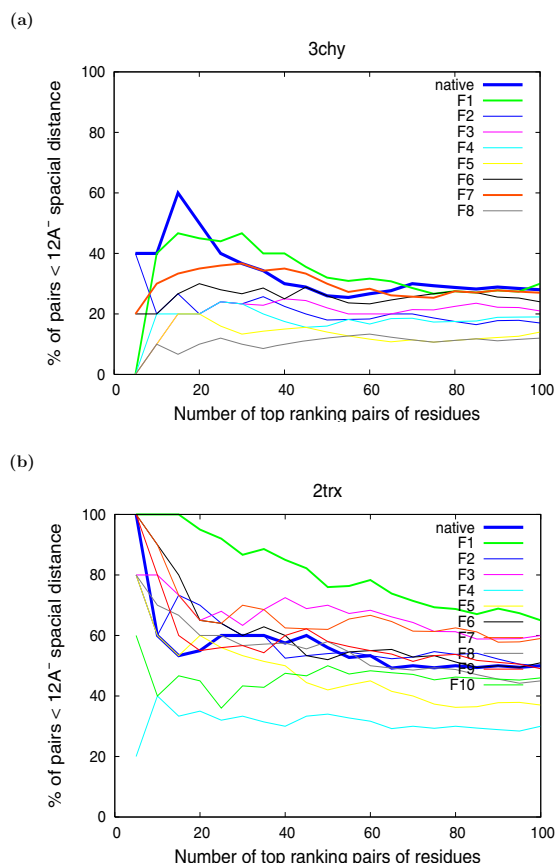 (a)
3chy
% of pairs < 12A⁻ spacial distance
100
80
60
40
20
0
native
F1
F2
F3
F4
F5
F6
F7
F8
0 20 40 60 80 100
Number of top ranking pairs of residues
(b)
2trx
% of pairs < 12A⁻ spacial distance
100
80
60
40
20
0
native
F1
F2
F3
F4
F5
F6
F7
F8
F9
F10
0 20 40 60 80 100
Number of top ranking pairs of residues